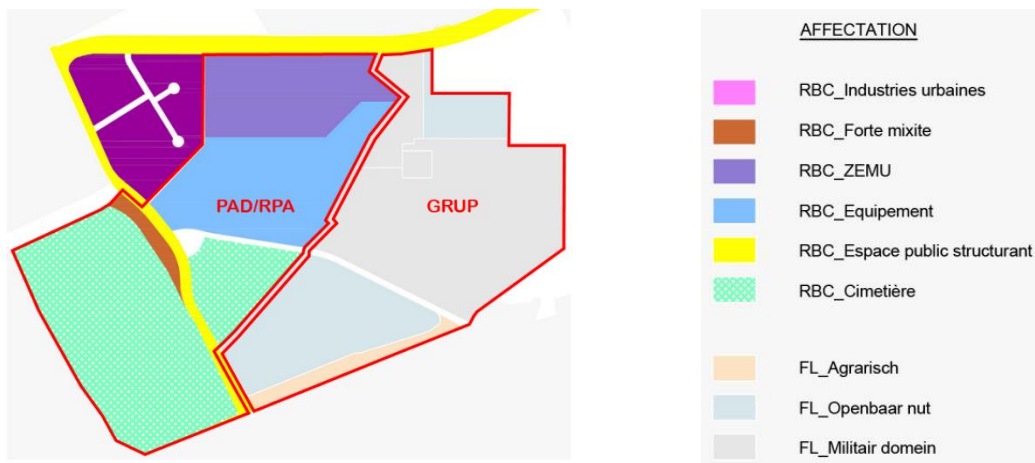 PAD/RPA
GRUP
AFFECTATION
RBC_Industries urbaines
RBC_Forte mixite
RBC_ZEMU
RBC_Equipement
RBC_Espace public structurant
RBC_Cimetière
FL_Agrarisch
FL_Openbaar nut
FL_Militair domein